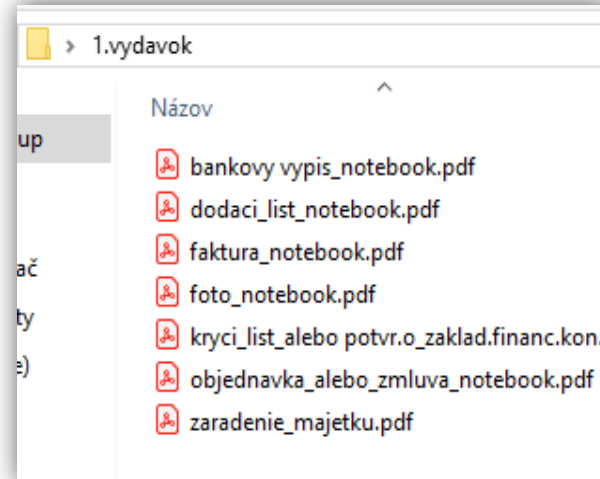 1.vydavok
Názov
up
bankovy vypis_notebook.pdf
dodaci_list_notebook.pdf
faktura_notebook.pdf
ač
foto_notebook.pdf
ty
kryci_list_alebo potvr.o_zaklad.financ.kon.
e)
objednavka_alebo_zmluva_notebook.pdf
zaradenie_majetku.pdf